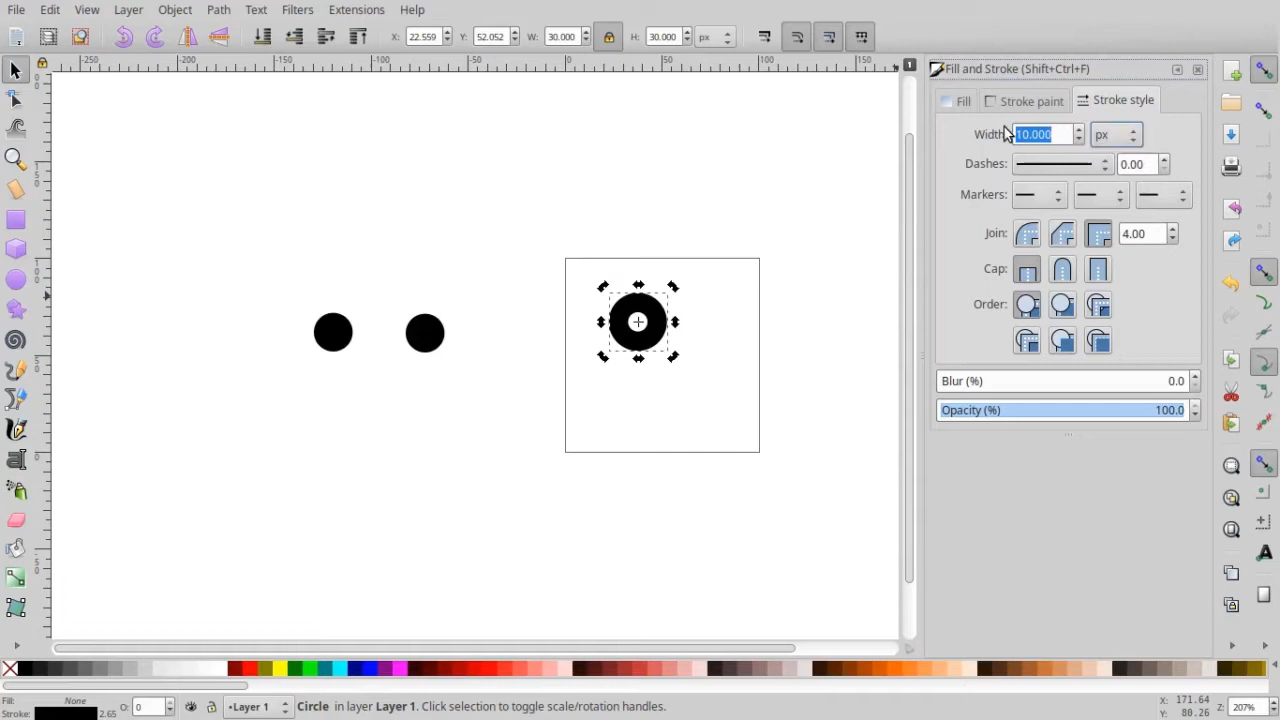 File Edit View Layer Object Path Text Filters Extensions Help
X: 22.559 Y: 52.052 W: 30.000 H: 30.000 px
-250 -200 -150 -100 -50 0 50 100 150
1
Fill and Stroke (Shift+Ctrl+F)
Fill Stroke paint Stroke style
Width: 10.000 px
Dashes: 0.00
Markers:
Join: 4.00
Cap:
Order:
Blur (%) 0.0
Opacity (%) 100.0
Fill: None
Stroke: 2.65
O: 0
•Layer 1
Circle in layer Layer 1. Click selection to toggle scale/rotation handles.
X: 171.64
Y: 80.26
Z: 207%